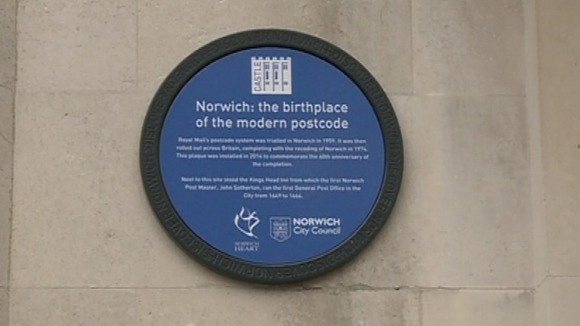 CASTLE
Norwich: the birthplace
of the modern postcode
Royal Mail's postcode system was trialled in Norwich in 1959. It was then
rolled out across Britain, completing with the recoding of Norwich in 1974.
This plaque was installed in 2014 to commemorate the 40th anniversary of
the completion.
Next to this site stood the Kings Head Inn from which the first Norwich
Post Master, John Sotherton, ran the first General Post Office in the
City from 1649 to 1666.
NORWICH
HEART
NORWICH
City Council